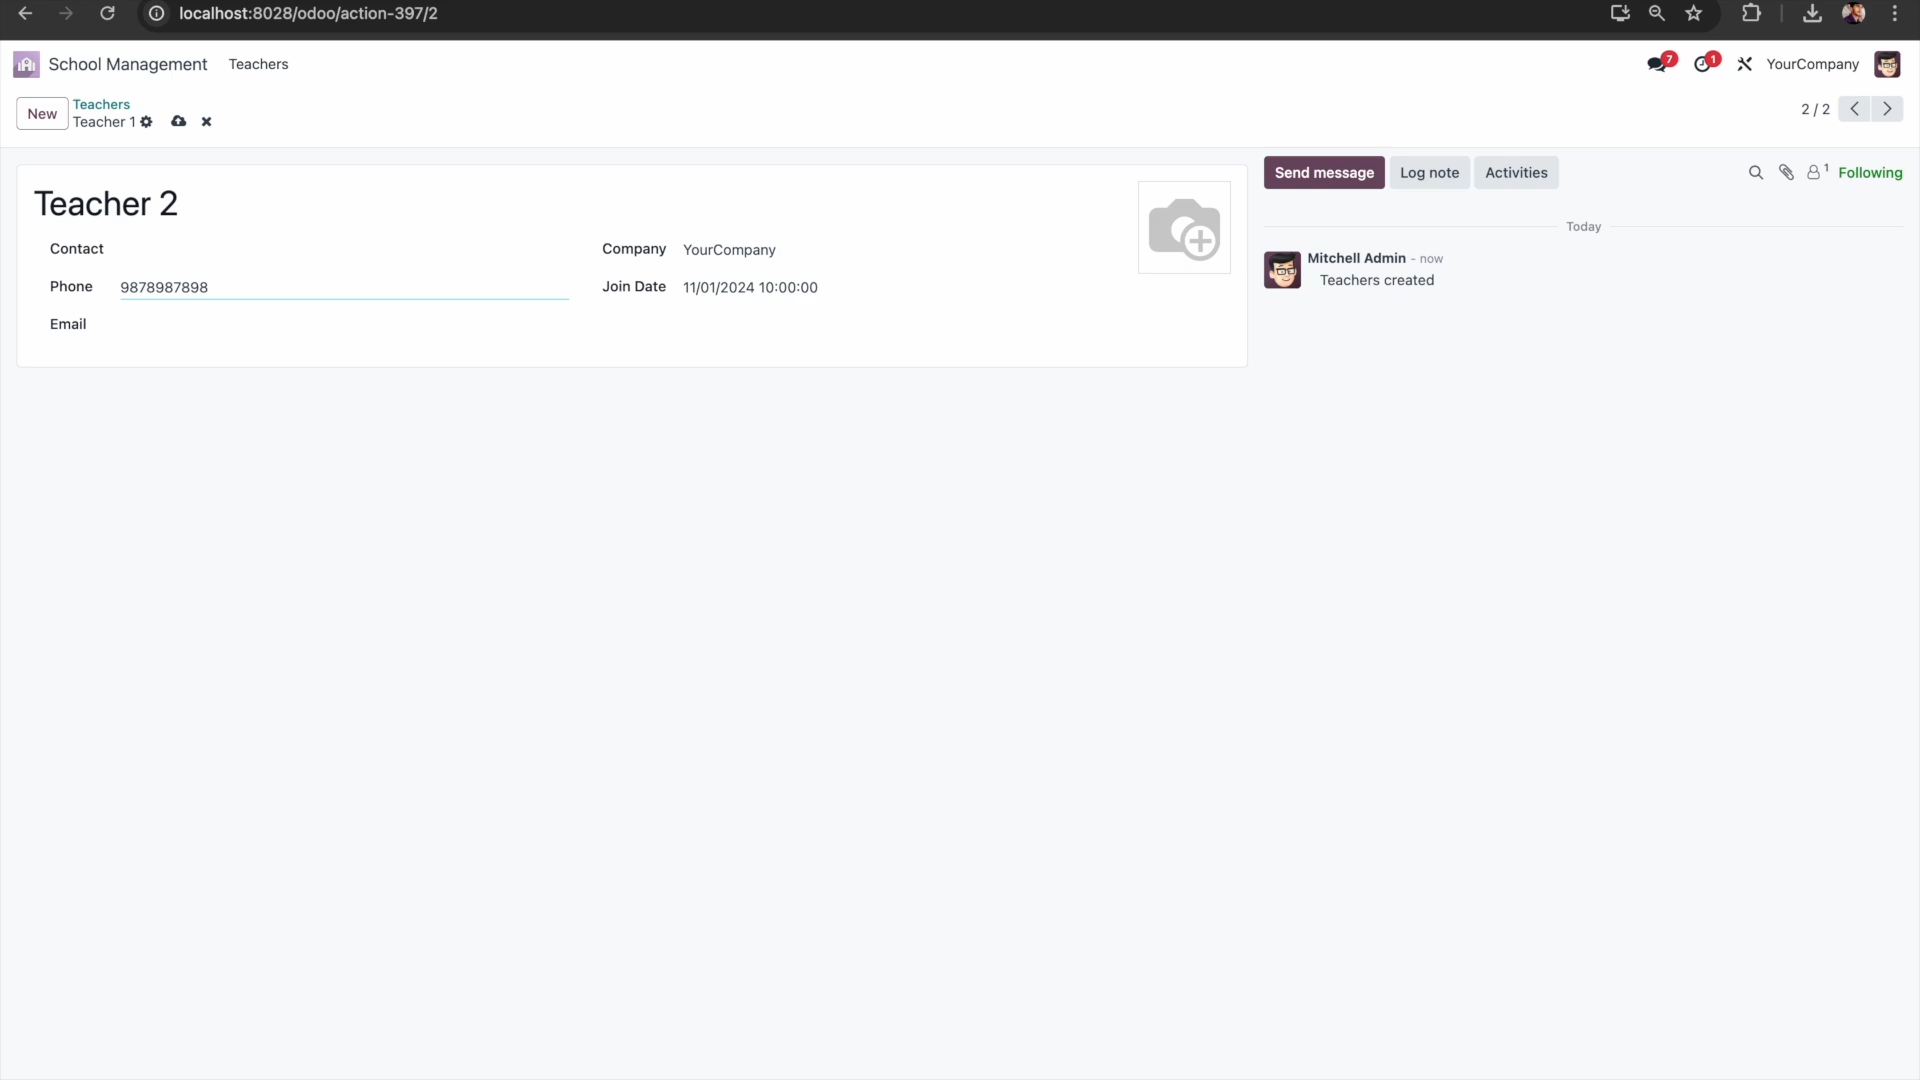 localhost:8028/odoo/action-397/2
School Management Teachers
7 1 YourCompany
New
Teachers
Teacher 1
2 / 2
Send message Log note Activities
1 Following
Teacher 2
Contact
Phone 9878987898
Email
Company YourCompany
Join Date 11/01/2024 10:00:00
Today
Mitchell Admin - now
Teachers created